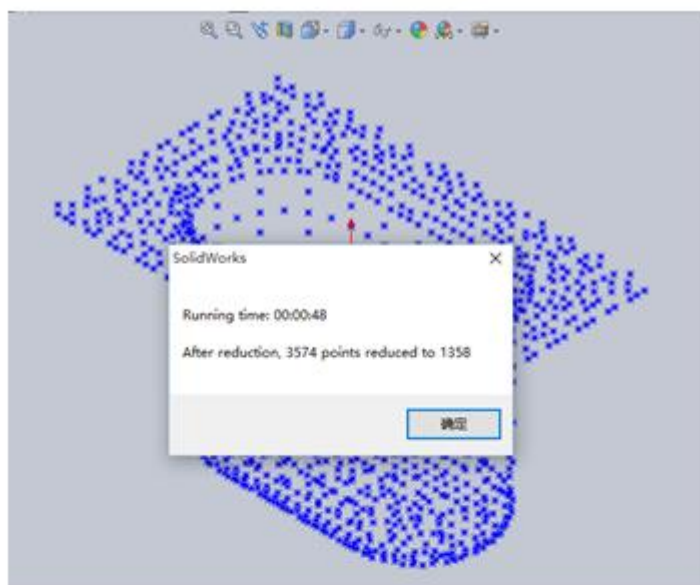 SolidWorks
Running time: 00:00:48
After reduction, 3574 points reduced to 1358
确定